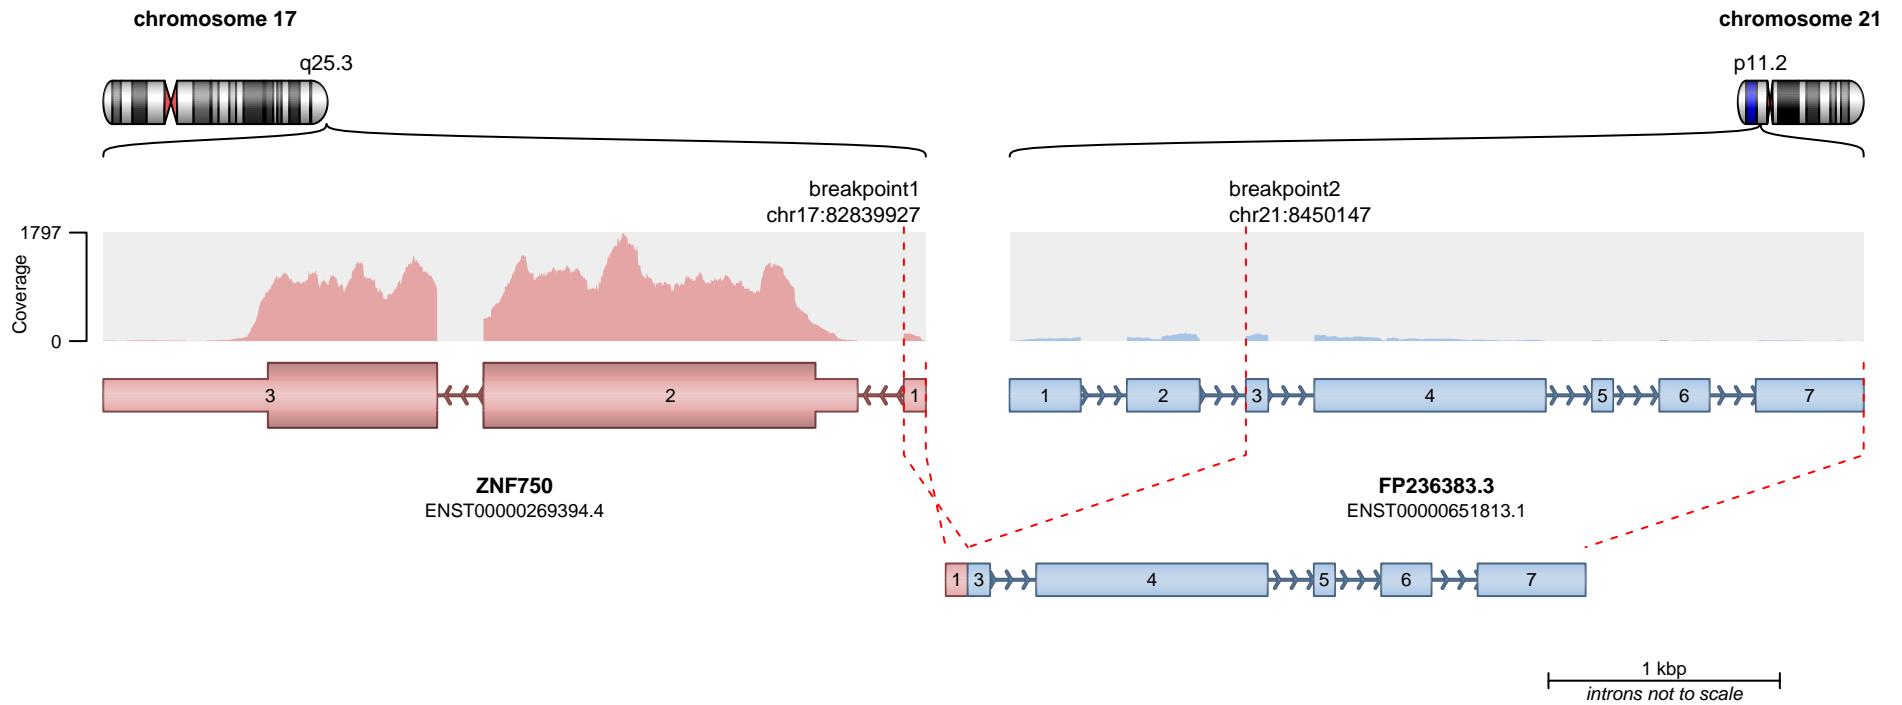 chromosome 17
chromosome 21
q25.3
p11.2
breakpoint1
chr17:82839927
breakpoint2
chr21:8450147
1797
Coverage
0
3
2
1
1
2
3
4
5
6
7
ZNF750
ENST00000269394.4
FP236383.3
ENST00000651813.1
1
3
4
5
6
7
1 kbp
introns not to scale